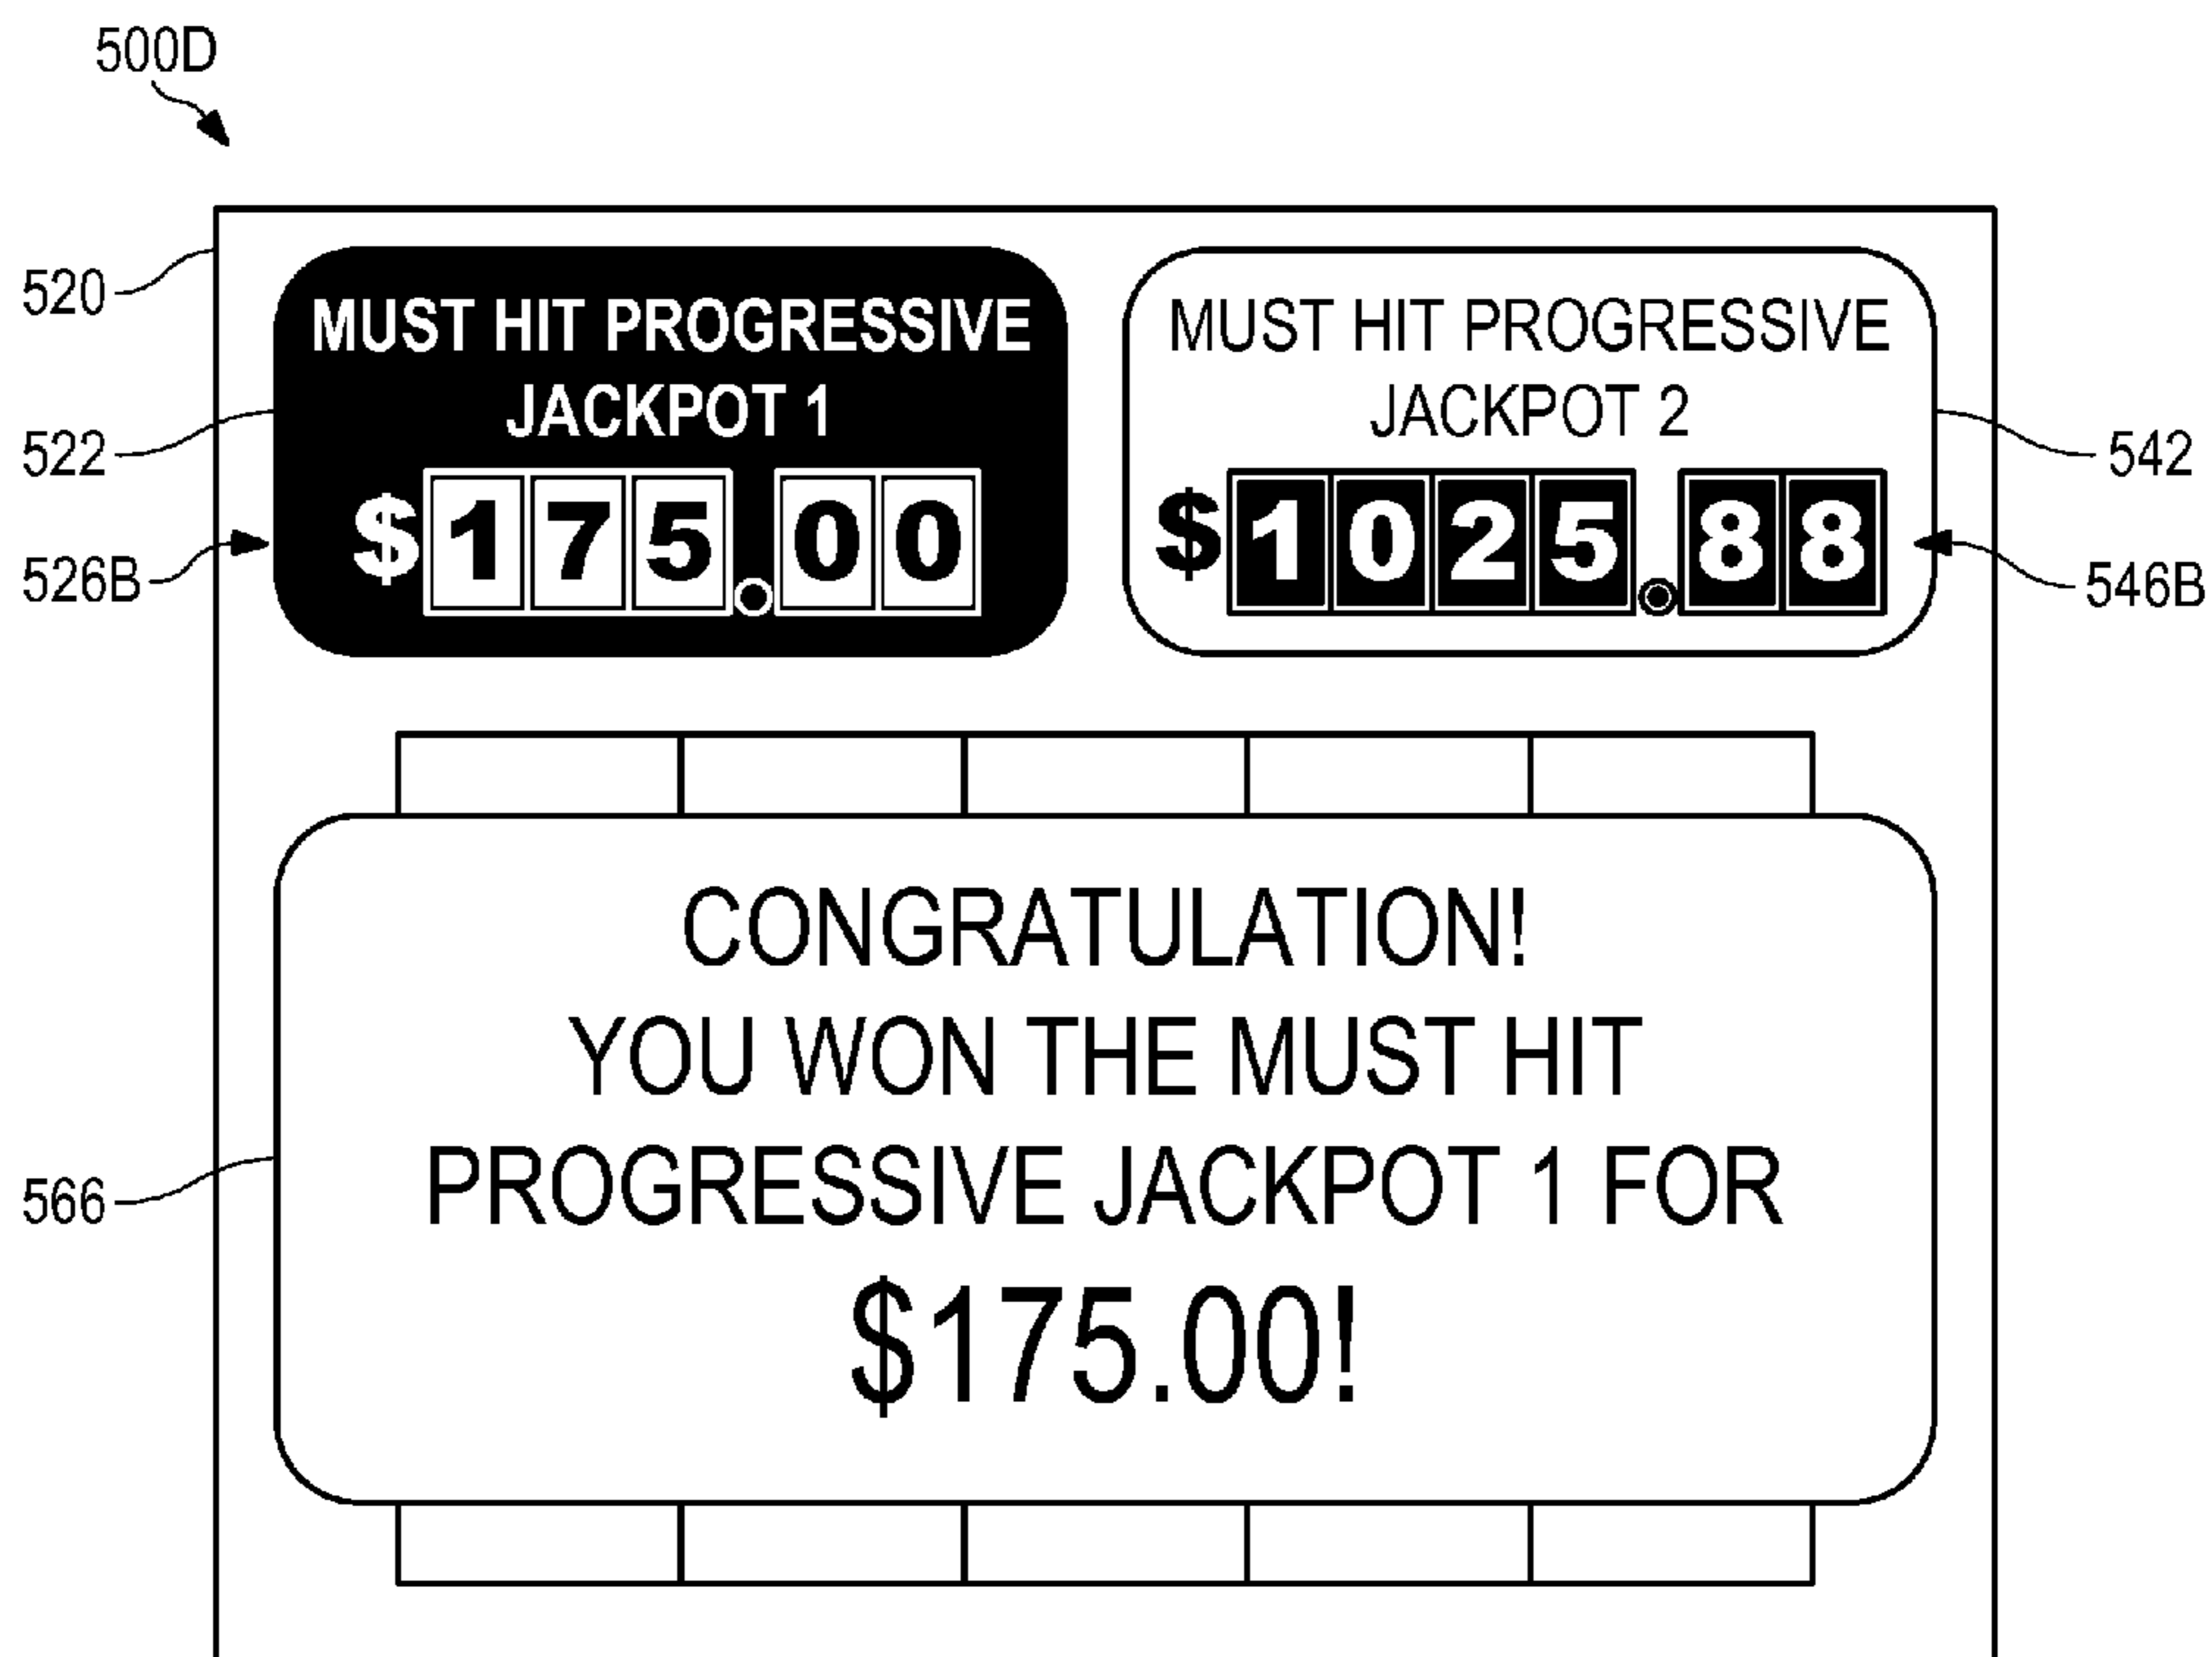 500D
520
MUST HIT PROGRESSIVE
JACKPOT 1
$175.00
522
526B
MUST HIT PROGRESSIVE
JACKPOT 2
$1025.88
542
546B
CONGRATULATION!
YOU WON THE MUST HIT
PROGRESSIVE JACKPOT 1 FOR
$175.00!
566